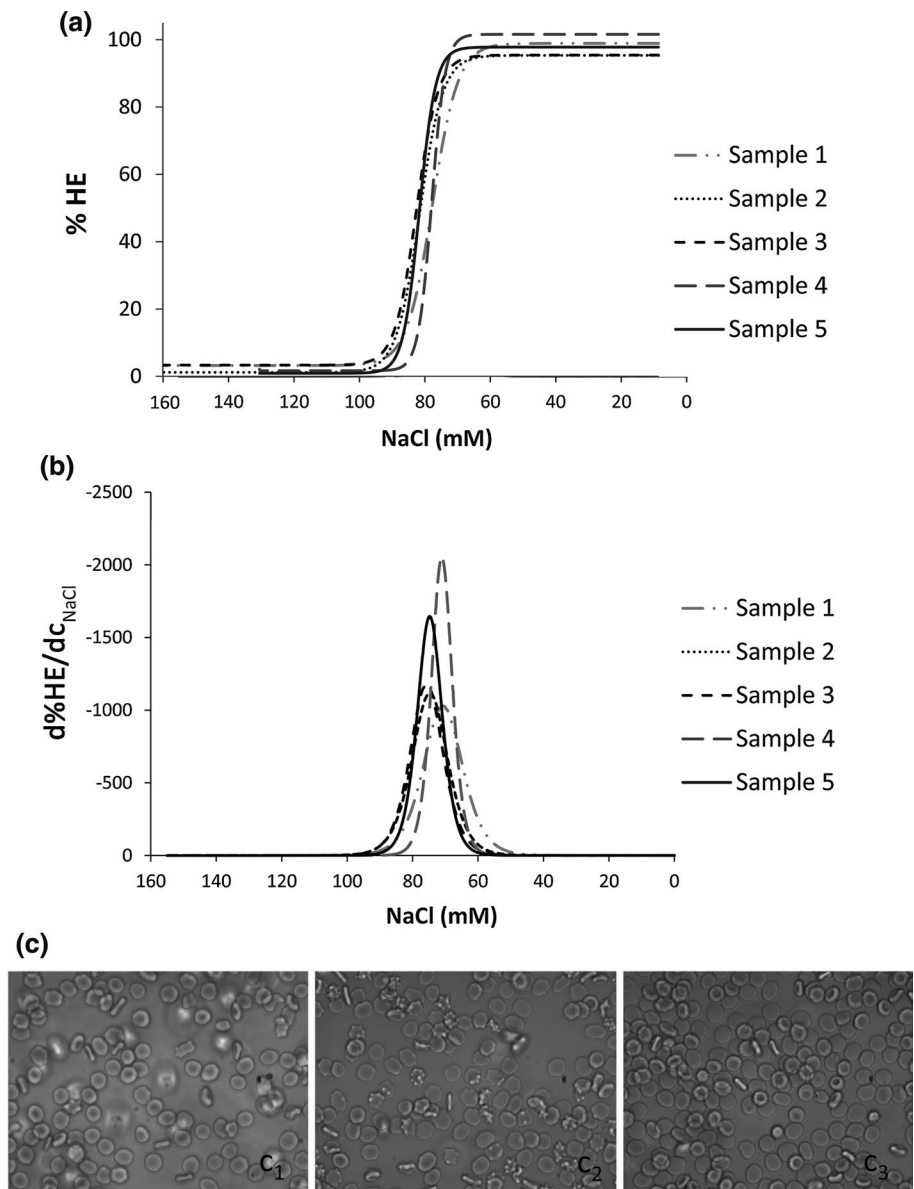 (a)
100
80
60
40
20
0
% HE
160 140 120 100 80 60 40 20 0
NaCl (mM)
Sample 1
Sample 2
Sample 3
Sample 4
Sample 5
(b)
-2500
-2000
-1500
-1000
-500
0
d%HE/dcNaCl
160 140 120 100 80 60 40 20 0
NaCl (mM)
Sample 1
Sample 2
Sample 3
Sample 4
Sample 5
(c)
c1 c2 c3